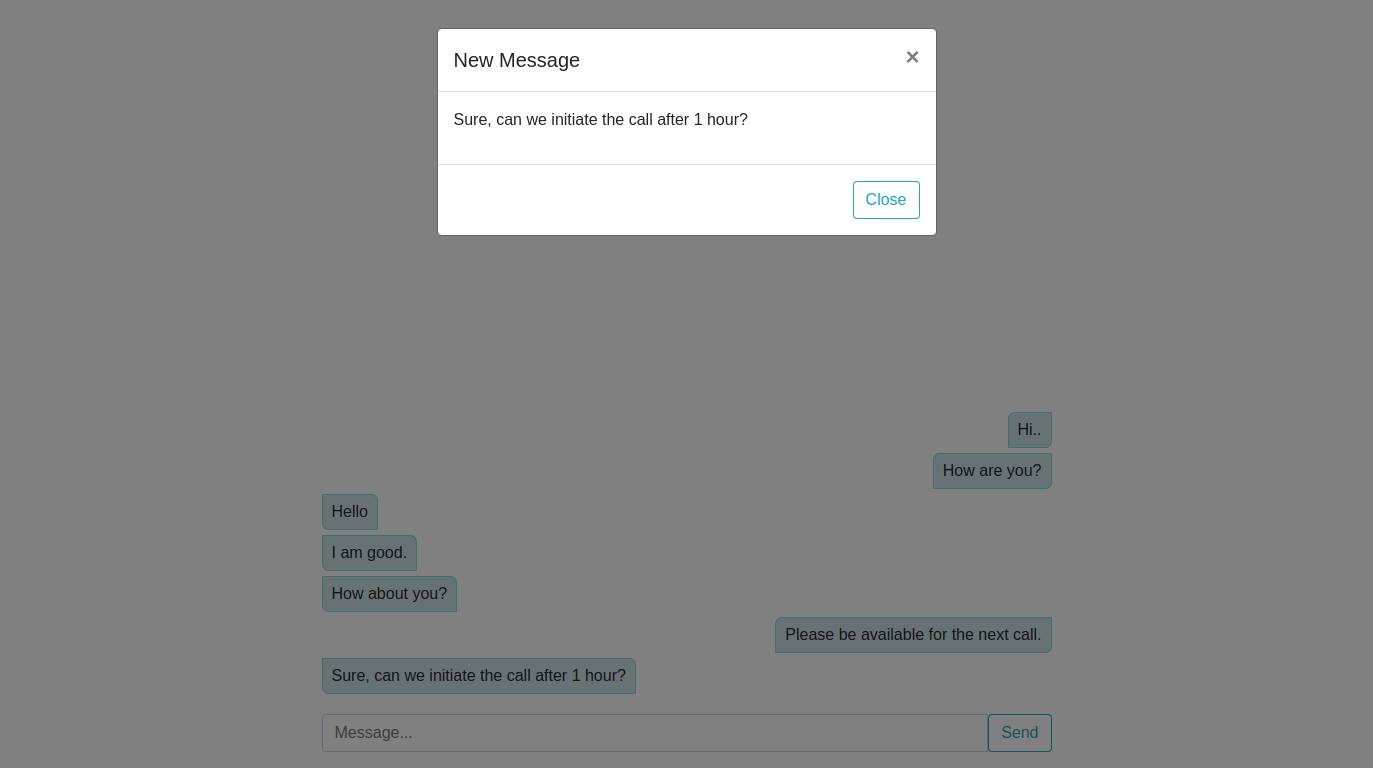 New Message
×
Sure, can we initiate the call after 1 hour?
Close
Hi..
How are you?
Hello
I am good.
How about you?
Please be available for the next call.
Sure, can we initiate the call after 1 hour?
Message...
Send